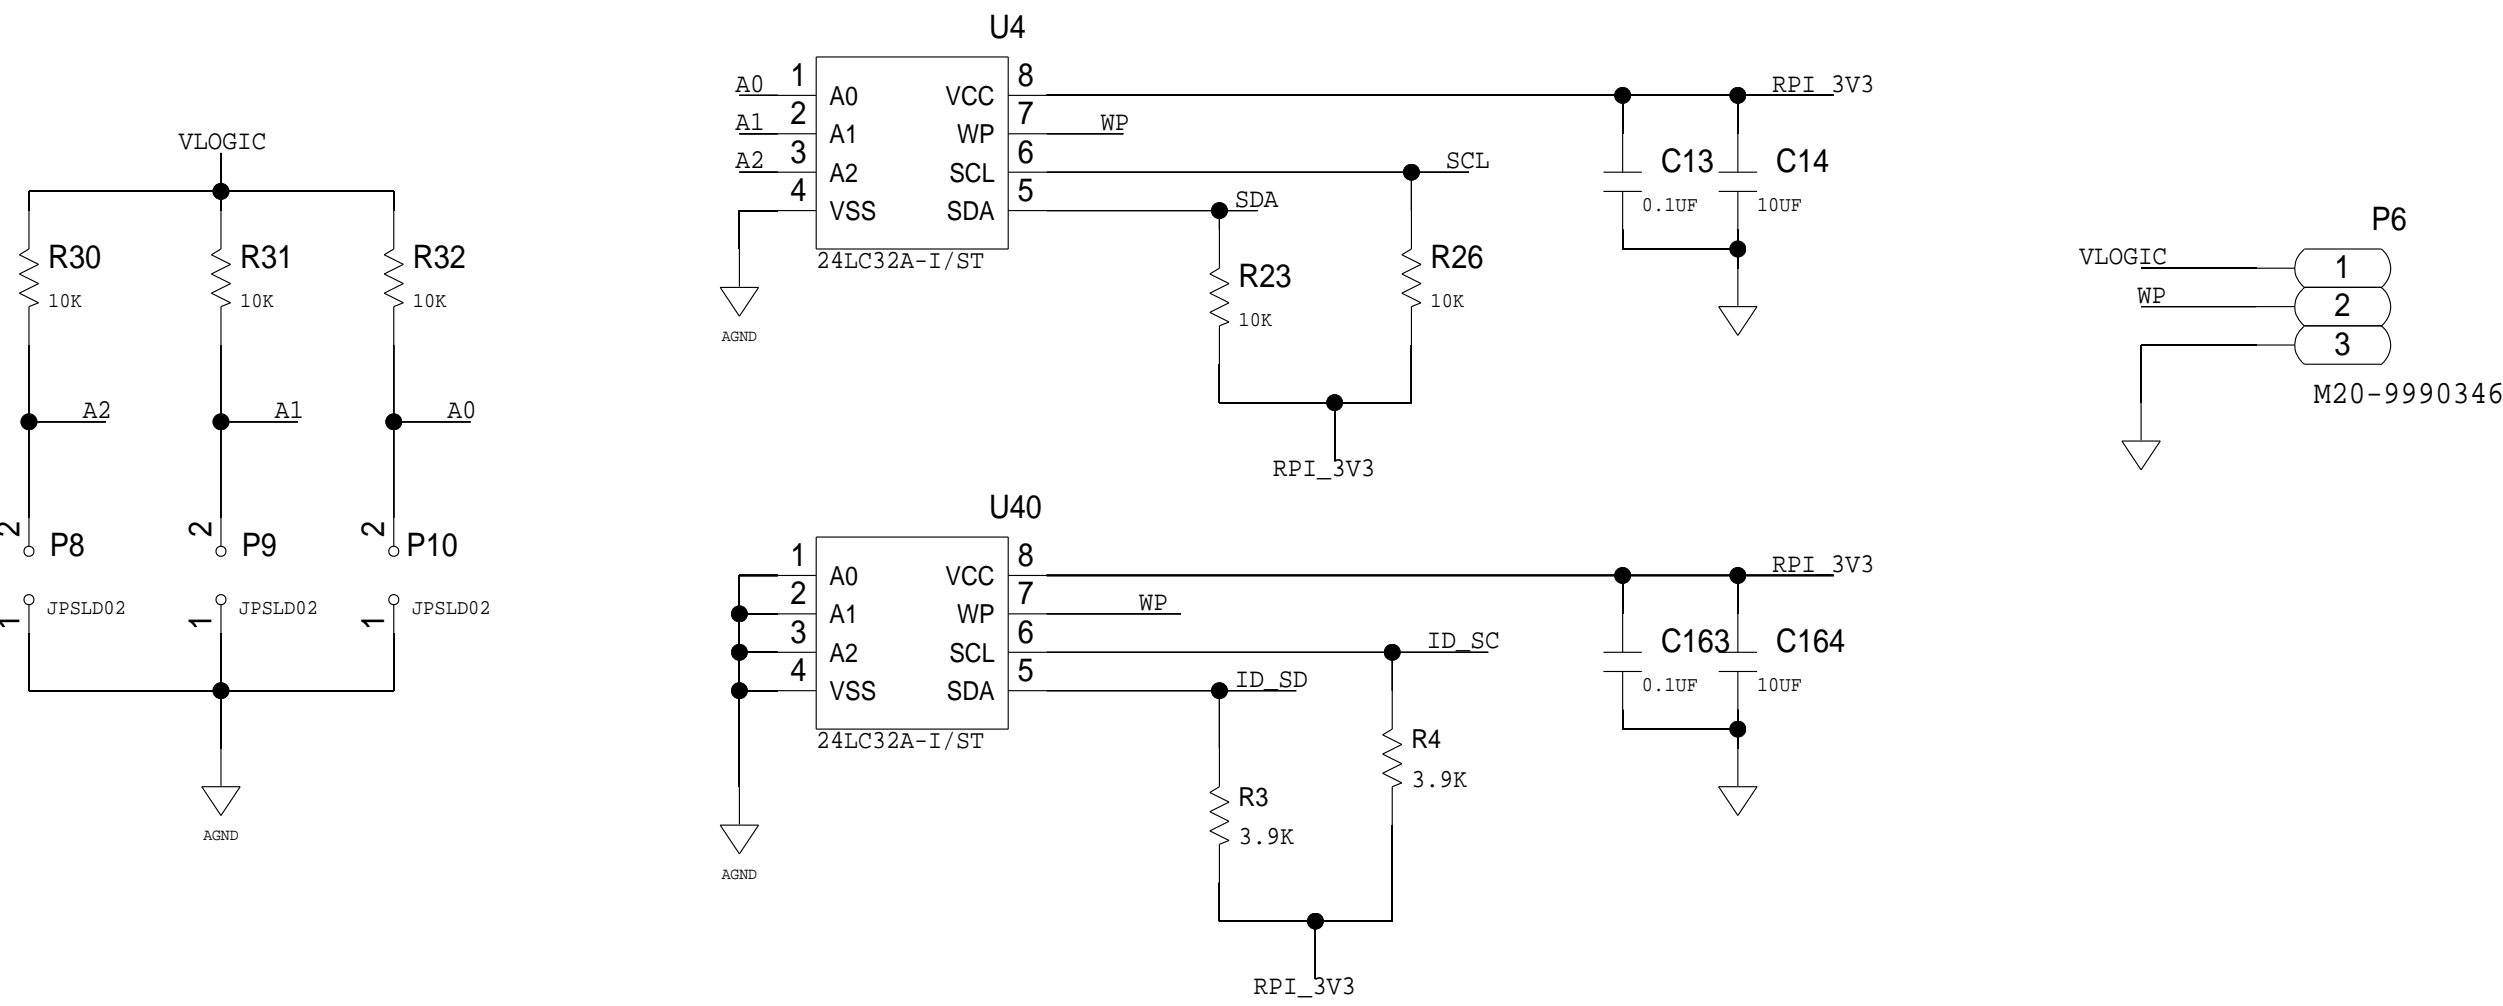 VLOGIC
R30
10K
R31
10K
R32
10K
A2
A1
A0
2
P8
2
P9
2
P10
1
JPSLD02
1
JPSLD02
1
JPSLD02
AGND
U4
A0 1 A0 VCC 8 RPI_3V3
A1 2 A1 WP 7 WP
A2 3 A2 SCL 6 SCL
4 VSS SDA 5 SDA
24LC32A-I/ST
AGND
R23
10K
R26
10K
RPI_3V3
C13
0.1UF
C14
10UF
U40
1 A0 VCC 8 RPI_3V3
2 A1 WP 7 WP
3 A2 SCL 6 ID_SC
4 VSS SDA 5 ID_SD
24LC32A-I/ST
AGND
R3
3.9K
R4
3.9K
RPI_3V3
C163
0.1UF
C164
10UF
P6
VLOGIC 1
WP 2
3
M20-9990346